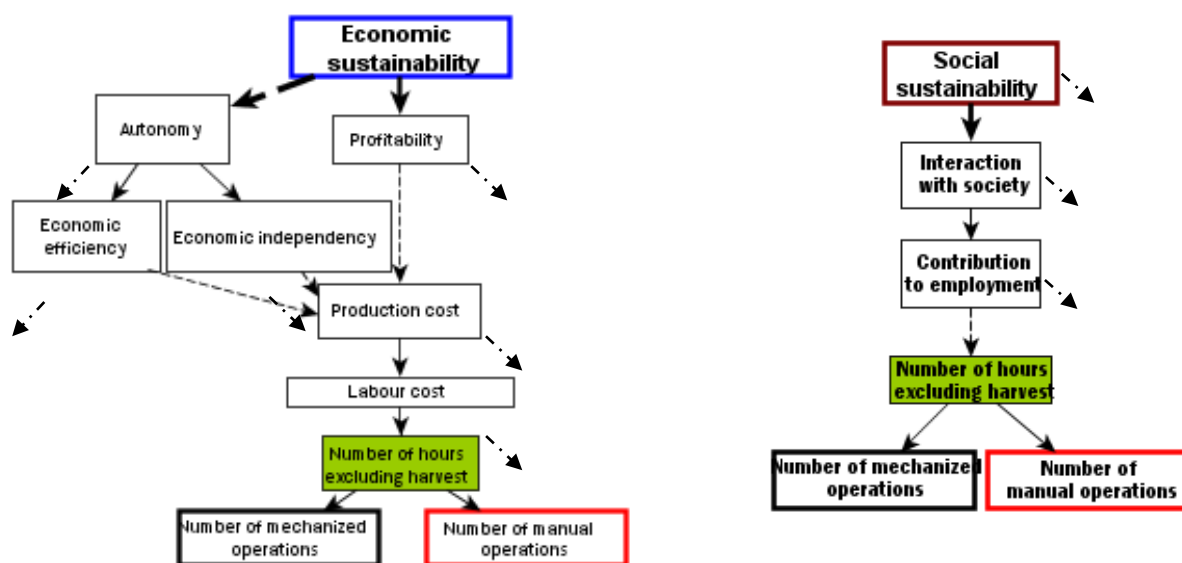 Economic
sustainability
Autonomy
Profitability
Economic
efficiency
Economic independency
Production cost
Labour cost
Number of hours
excluding harvest
Number of mechanized
operations
Number of manual
operations
Social
sustainability
Interaction
with society
Contribution
to employment
Number of hours
excluding harvest
Number of mechanized
operations
Number of
manual operations